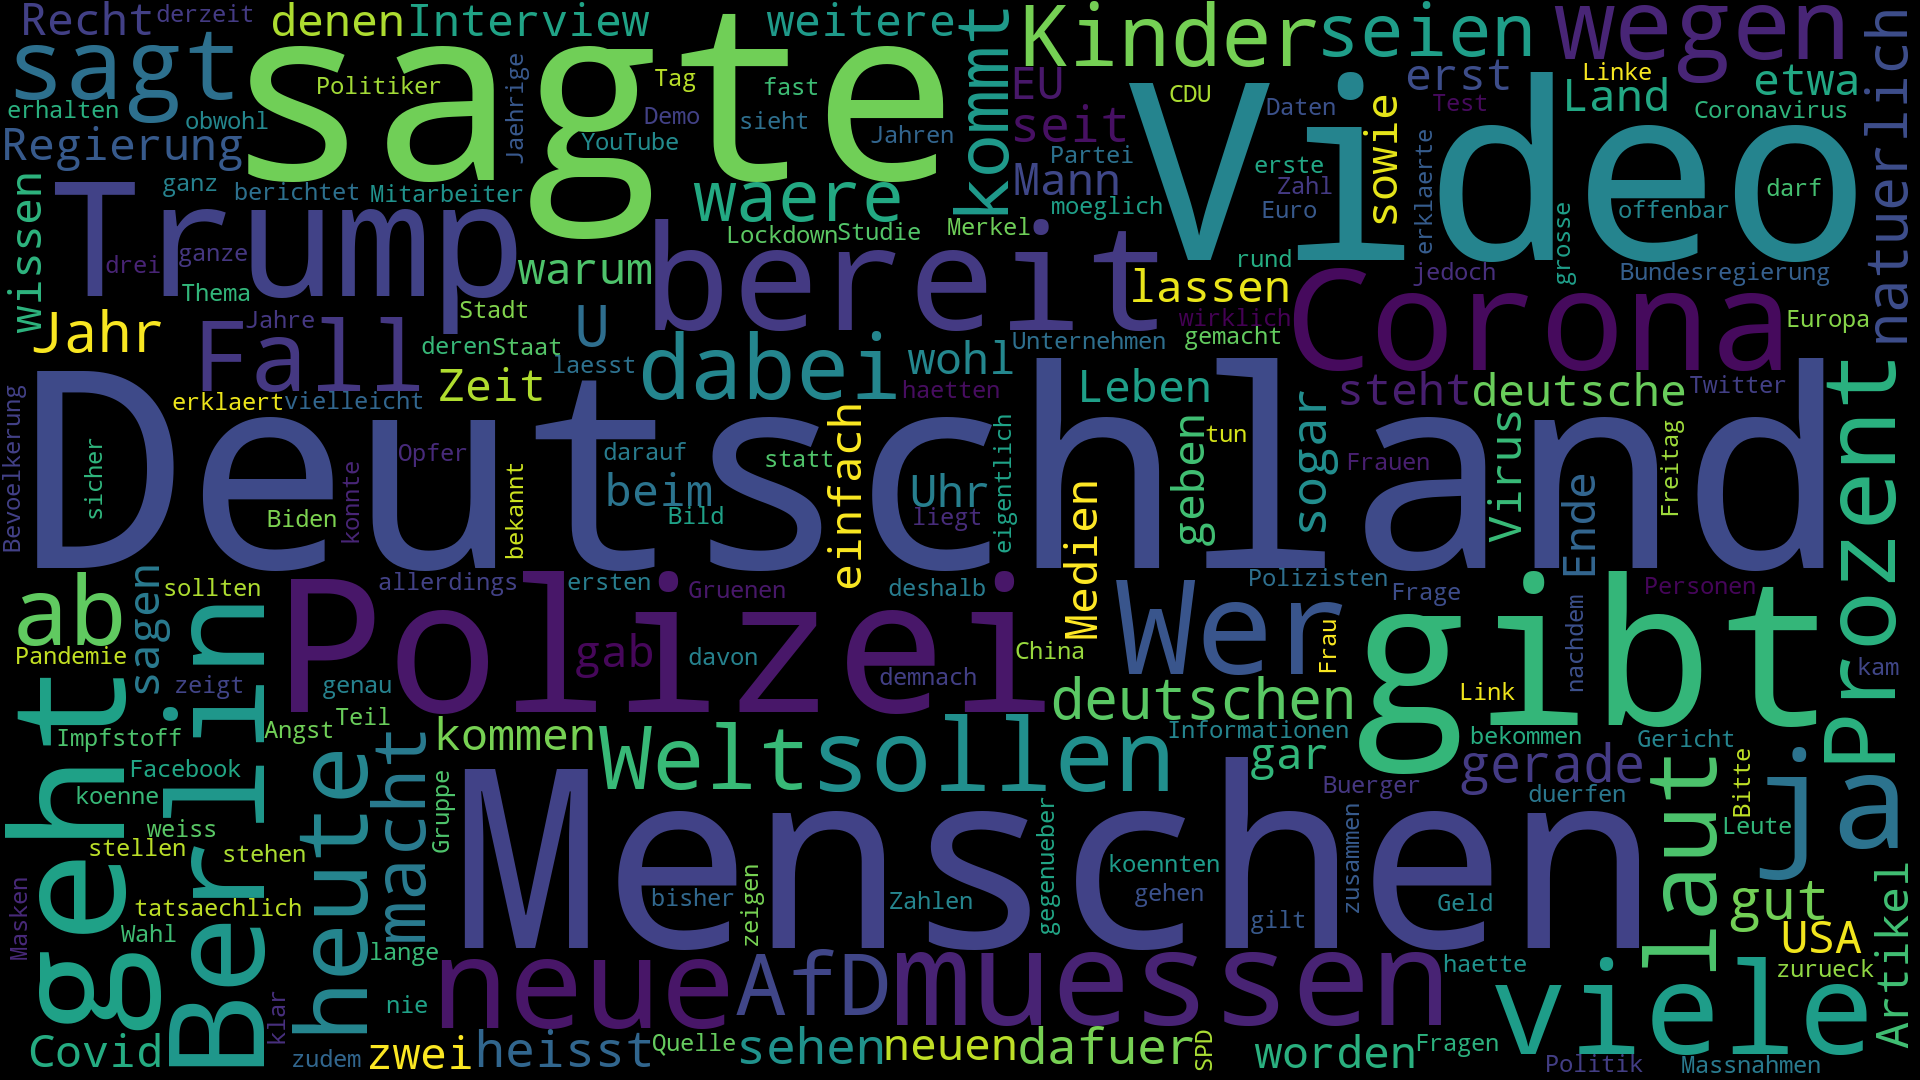 Recht
derzeit
denen
Interview
weitere
kommt
Kinder
seien
wegen
natuerlich
sagt
sagte
Politiker
Jaehrige
Tag
fast
EU
Video
CDU
erst
Linke
etwa
erhalten
obwohl
YouTube
Demo
sieht
Jahren
seit
Daten
sowie
Test
Land
Coronavirus
Regierung
Partei
erste
erklaerte
wissen
ganz
berichtet
Mitarbeiter
waere
Mann
moeglich
Zahl
Euro
grosse
offenbar
darf
Trump
Lockdown
Studie
Merkel
drei
ganze
Thema
warum
bereit
rund
lassen
jedoch
Bundesregierung
Jahr
Jahre
Stadt
U
wirklich
Corona
Europa
Fall
deren
Staat
laesst
dabei
wohl
Unternehmen
gemacht
Zeit
haetten
Leben
steht
deutsche
Twitter
Prozent
erklaert
vielleicht
Bevoelkerung
Deutschland
sicher
Opfer
darauf
statt
einfach
eigentlich
geben
tun
sogar
Frauen
Virus
Freitag
konnte
bekannt
beim
Uhr
Biden
Bild
liegt
Medien
Ende
ab
sagen
sollten
allerdings
ersten
Gruenen
deshalb
Polizisten
Frage
Personen
Pandemie
Berlin
Polizei
gab
davon
demnach
China
Wer
Frau
gibt
nachdem
kam
geht
zeigt
genau
deutschen
Link
Impfstoff
Angst
Teil
kommen
Welt
sollen
Informationen
gar
bekommen
Gericht
Facebook
heute
macht
gerade
ja
koenne
Gruppe
Menschen
gegenueber
Buerger
duerfen
laut
Bitte
weiss
stellen
stehen
koennten
zusammen
Leute
Masken
tatsaechlich
bisher
zeigen
Zahlen
gehen
gilt
Geld
gut
Artikel
Wahl
lange
USA
klar
nie
neue
AfD
muessen
haette
viele
zurueck
Covid
zudem
zwei
heisst
Quelle
sehen
neuen
dafuer
SPD
worden
Fragen
Politik
Massnahmen